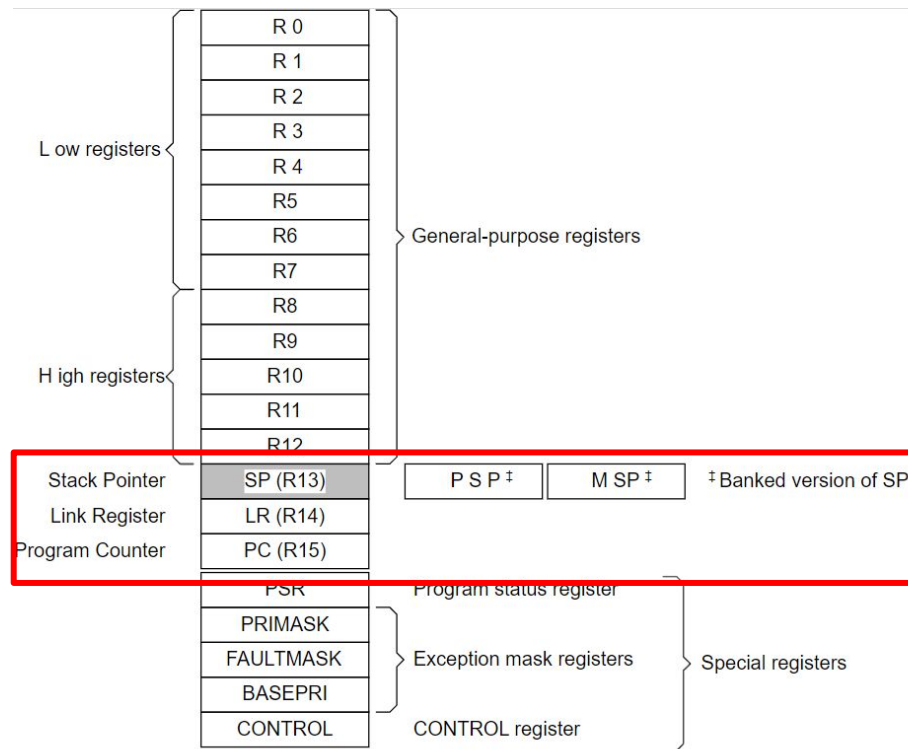 R 0
R 1
R 2
R 3
L ow registers
R 4
R5
R6
General-purpose registers
R7
R8
R9
H igh registers
R10
R11
R12
Stack Pointer SP (R13) P S P ‡ M SP ‡ ‡ Banked version of SP
Link Register LR (R14)
Program Counter PC (R15)
PSR Program status register
PRIMASK
FAULTMASK Exception mask registers Special registers
BASEPRI
CONTROL CONTROL register